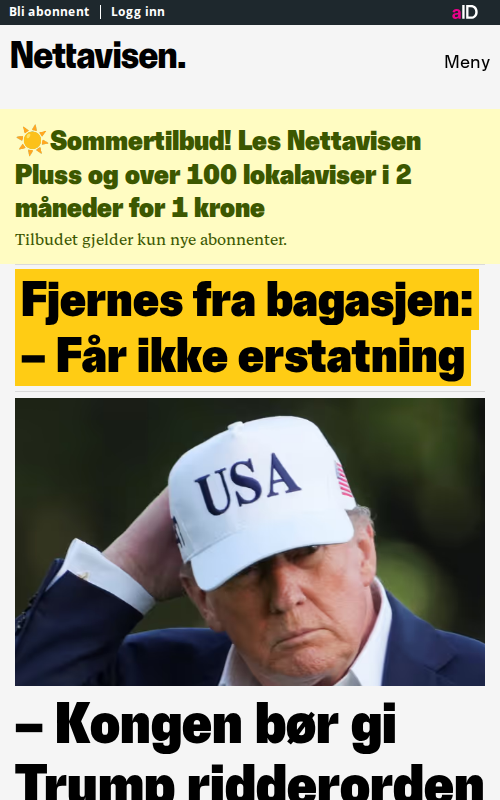 Bli abonnent
Logg inn
aID
Nettavisen.
Meny
☀️Sommertilbud! Les Nettavisen
Pluss og over 100 lokalaviser i 2
måneder for 1 krone
Tilbudet gjelder kun nye abonnenter.
Fjernes fra bagasjen:
– Får ikke erstatning
USA
– Kongen bør gi
Trump ridderorden